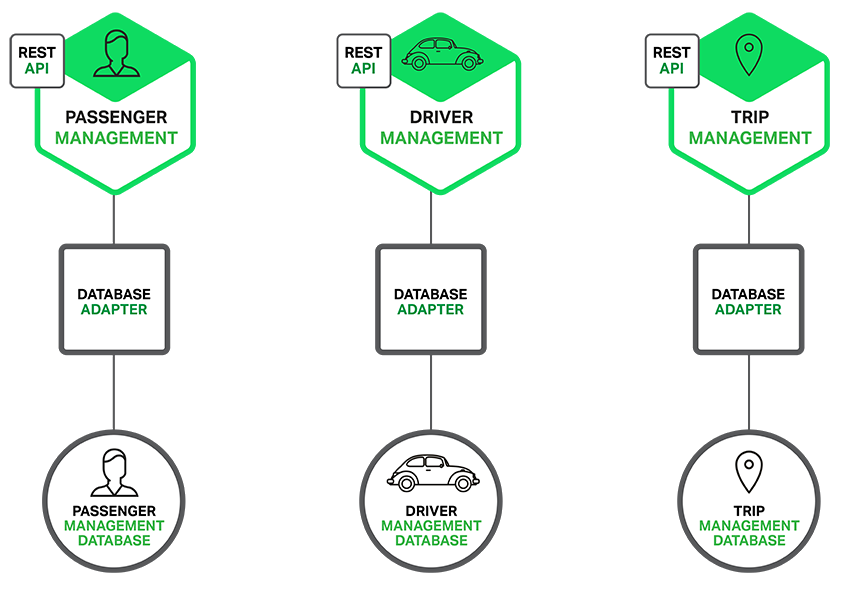 REST
API
PASSENGER
MANAGEMENT
REST
API
DRIVER
MANAGEMENT
REST
API
TRIP
MANAGEMENT
DATABASE
ADAPTER
DATABASE
ADAPTER
DATABASE
ADAPTER
PASSENGER
MANAGEMENT
DATABASE
DRIVER
MANAGEMENT
DATABASE
TRIP
MANAGEMENT
DATABASE